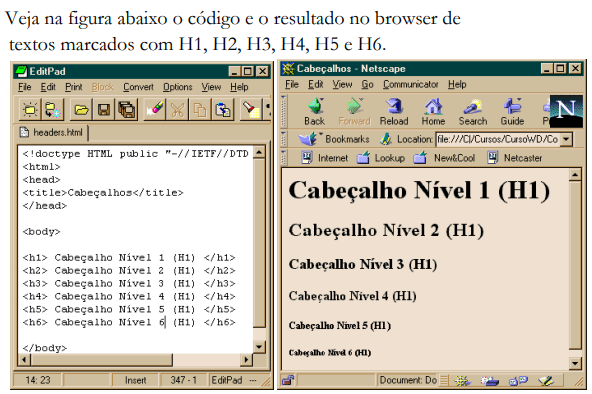 Veja na figura abaixo o código e o resultado no browser de
textos marcados com H1, H2, H3, H4, H5 e H6.
EditPad
File Edit Print Block Convert Options View Help
headers.html
<!doctype HTML public "-//IETF//DTD
<html>
<head>
<title>Cabeçalhos</title>
</head>
<body>
<h1> Cabeçalho Nível 1 (H1) </h1>
<h2> Cabeçalho Nível 2 (H1) </h2>
<h3> Cabeçalho Nível 3 (H1) </h3>
<h4> Cabeçalho Nível 4 (H1) </h4>
<h5> Cabeçalho Nível 5 (H1) </h5>
<h6> Cabeçalho Nível 6 (H1) </h6>
</body>
14: 23 Insert 347 - 1 EditPad ---
Cabeçalhos - Netscape
File Edit View Go Communicator Help
Back Forward Reload Home Search Guide P N
Bookmarks Location: file:///C|/Cursos/CursoWD/Co
Internet Lookup New&Cool Netcaster
Cabeçalho Nível 1 (H1)
Cabeçalho Nível 2 (H1)
Cabeçalho Nível 3 (H1)
Cabeçalho Nível 4 (H1)
Cabeçalho Nível 5 (H1)
Cabeçalho Nível 6 (H1)
Document: Do